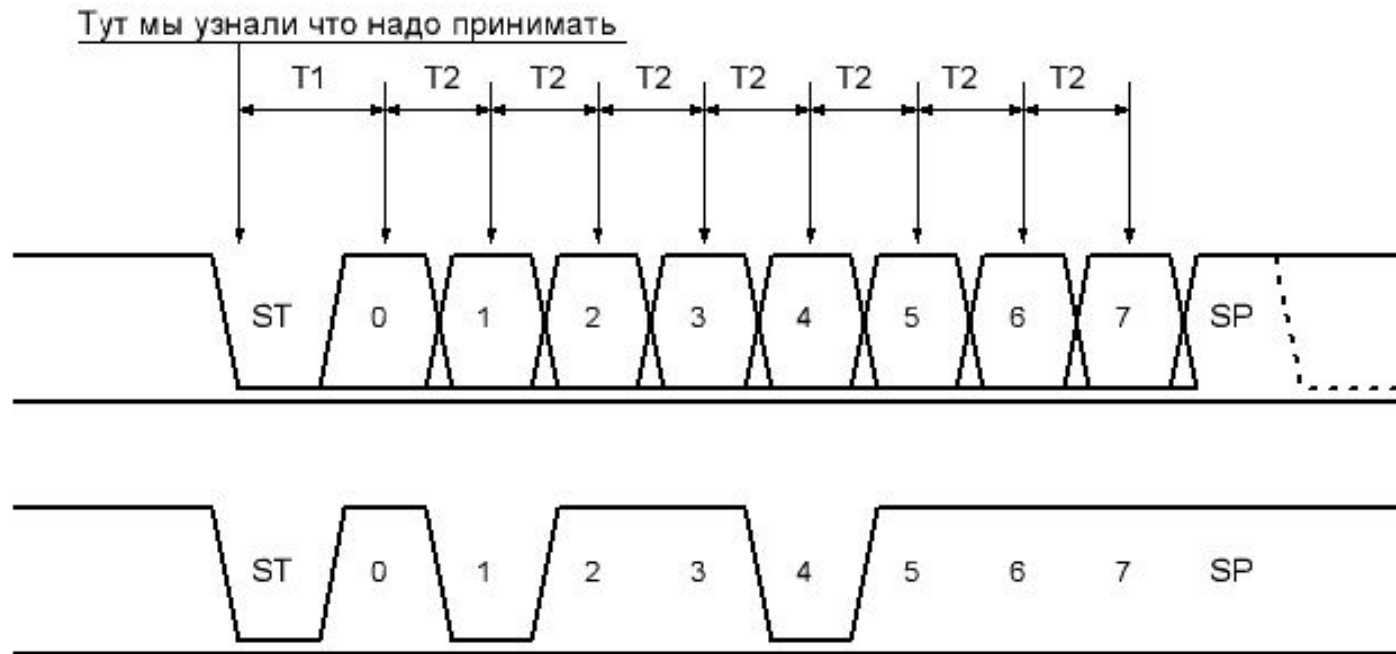 Тут мы узнали что надо принимать
T1 T2 T2 T2 T2 T2 T2 T2
ST 0 1 2 3 4 5 6 7 SP
ST 0 1 2 3 4 5 6 7 SP